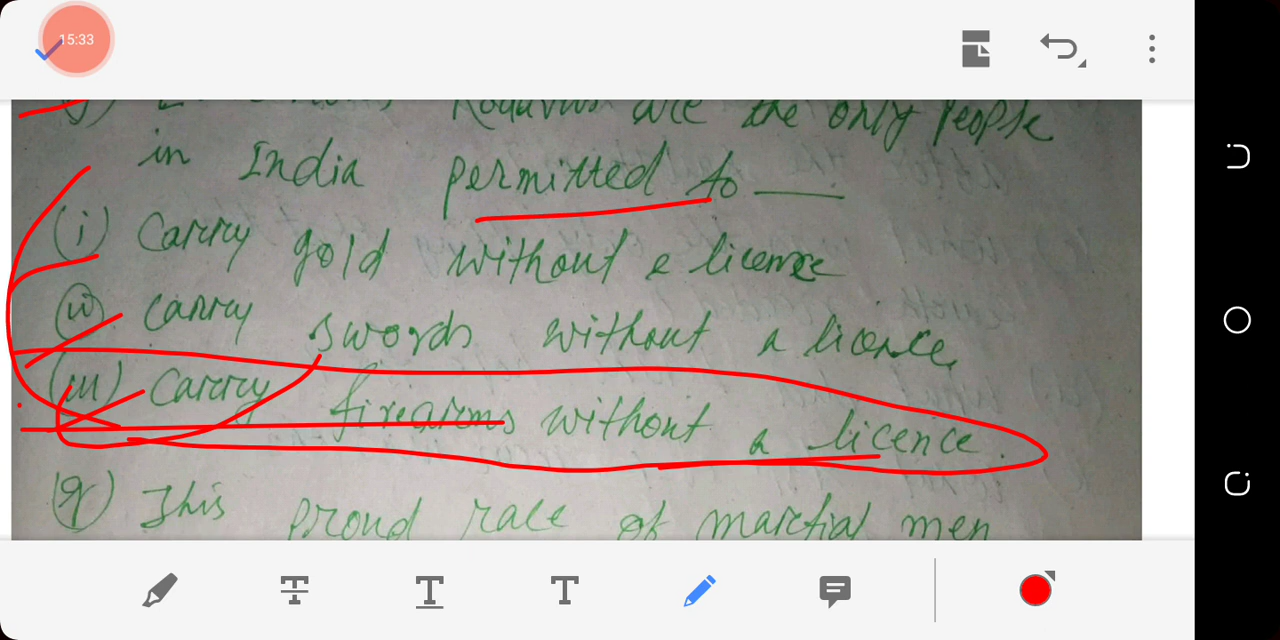 15:33
Kodavus are the only people
in India permitted to ___
(i) Carry gold without a licence
(ii) Carry swords without a licence
(iii) Carry firearms without a licence.
(q) This proud race of martial men